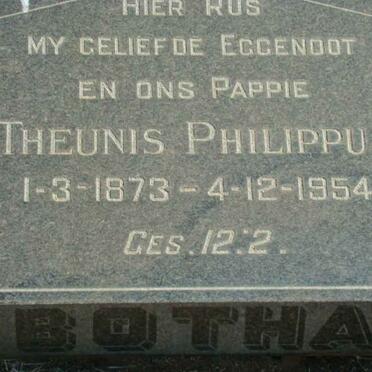 HIER RUS
MY GELIEFDE EGGENOOT
EN ONS PAPPIE
THEUNIS PHILIPPU
1-3-1873 - 4-12-1954
GES. 12:2.
BOTHA